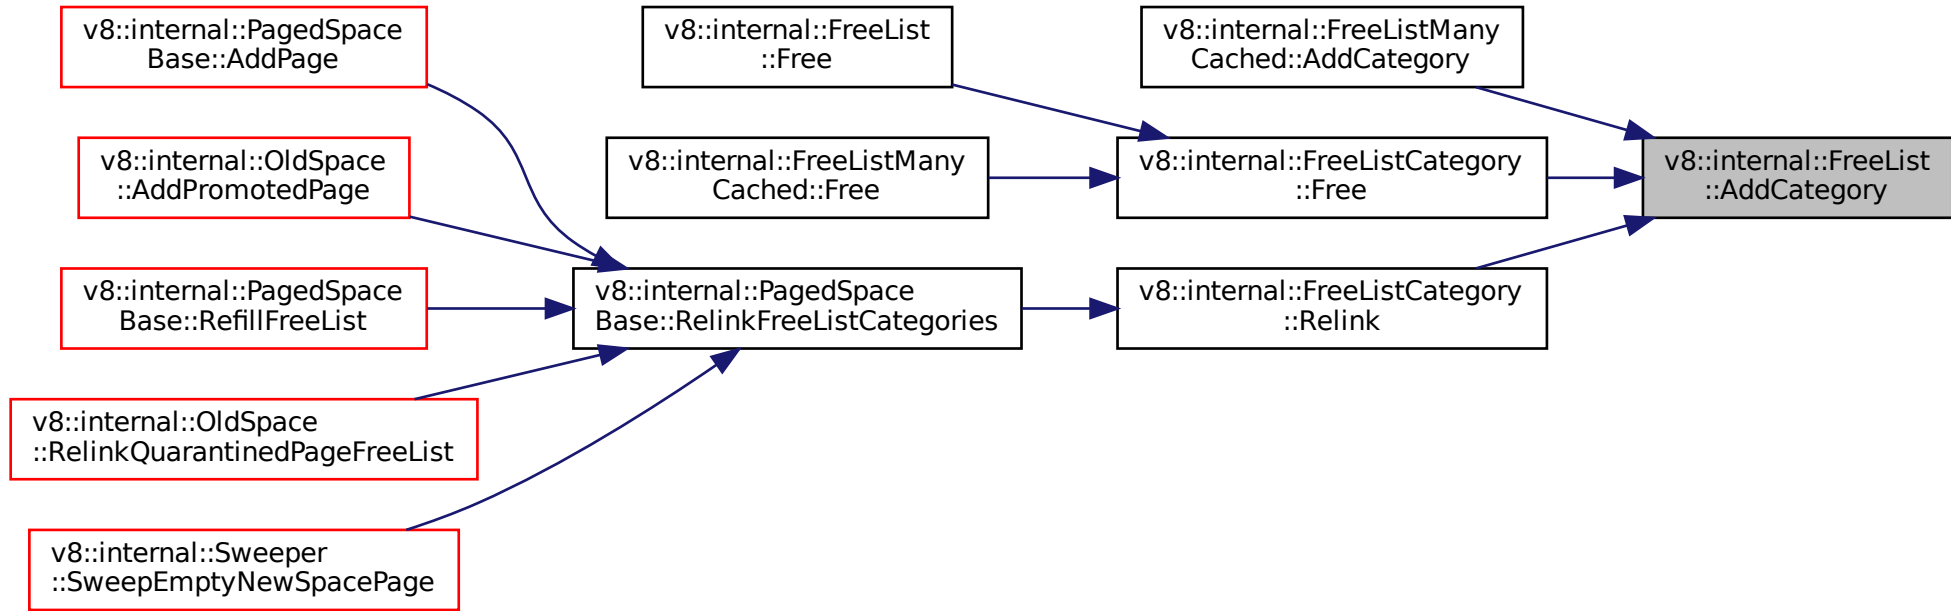 v8::internal::PagedSpace
Base::AddPage
v8::internal::FreeList
::Free
v8::internal::FreeListMany
Cached::AddCategory
v8::internal::OldSpace
::AddPromotedPage
v8::internal::FreeListMany
Cached::Free
v8::internal::FreeListCategory
::Free
v8::internal::FreeList
::AddCategory
v8::internal::PagedSpace
Base::RefillFreeList
v8::internal::PagedSpace
Base::RelinkFreeListCategories
v8::internal::FreeListCategory
::Relink
v8::internal::OldSpace
::RelinkQuarantinedPageFreeList
v8::internal::Sweeper
::SweepEmptyNewSpacePage